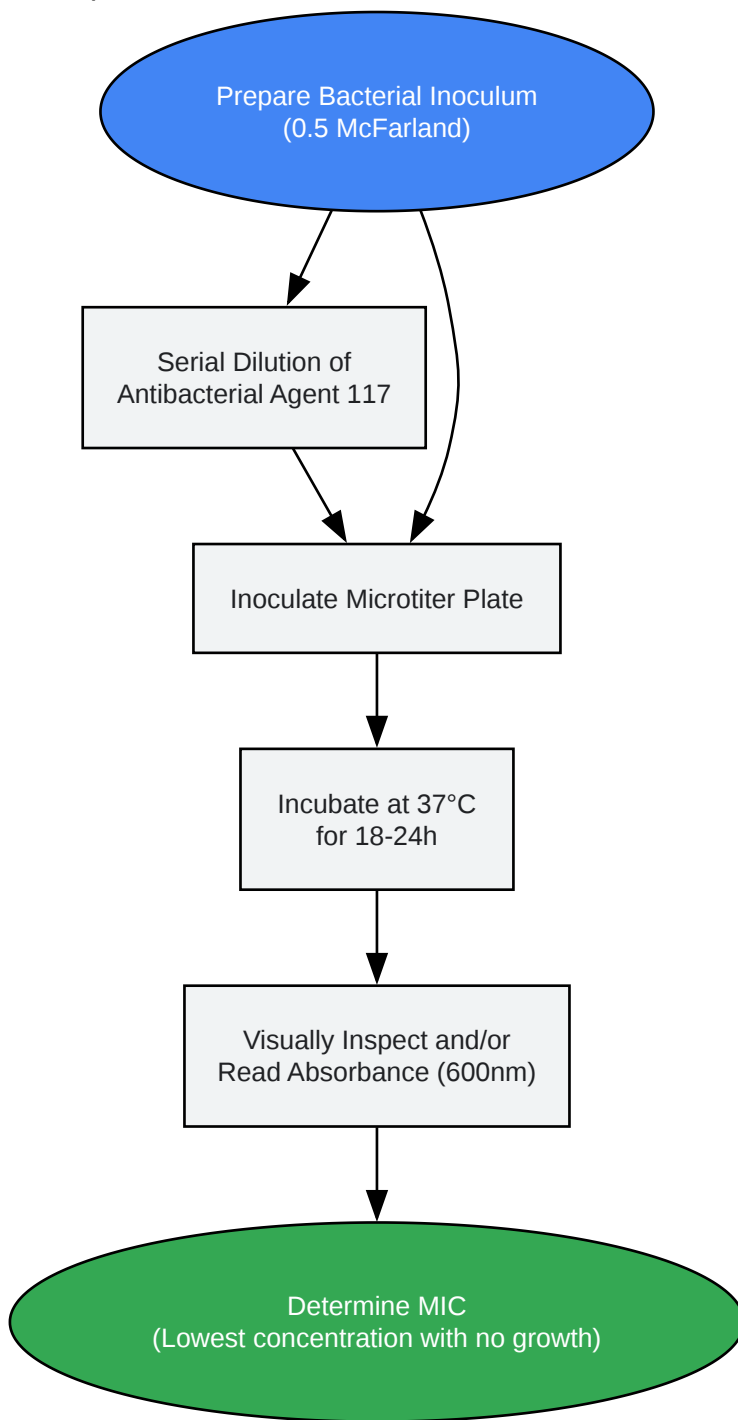 Prepare Bacterial Inoculum
(0.5 McFarland)
Serial Dilution of
Antibacterial Agent 117
Inoculate Microtiter Plate
Incubate at 37°C
for 18-24h
Visually Inspect and/or
Read Absorbance (600nm)
Determine MIC
(Lowest concentration with no growth)